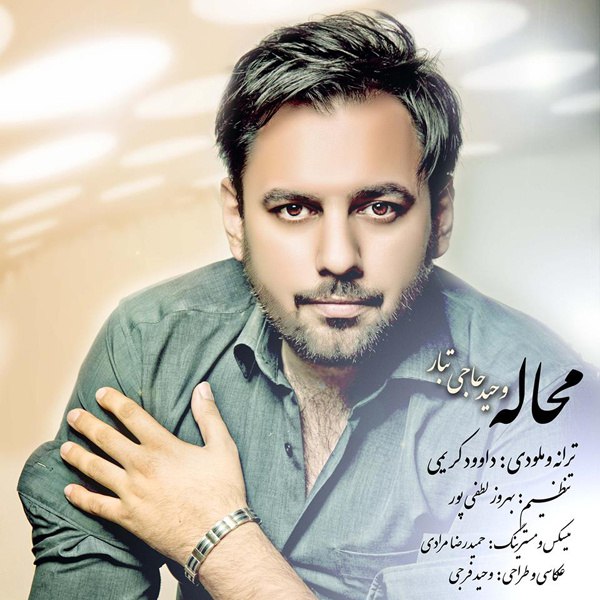 محاله
وحید حاجی تبار
ترانه و ملودی : داوود کریمی
تنظیم : بهروز لطفی پور
میکس و مسترینگ : حمیدرضا مرادی
عکاسی و طراحی : وحید فرجی